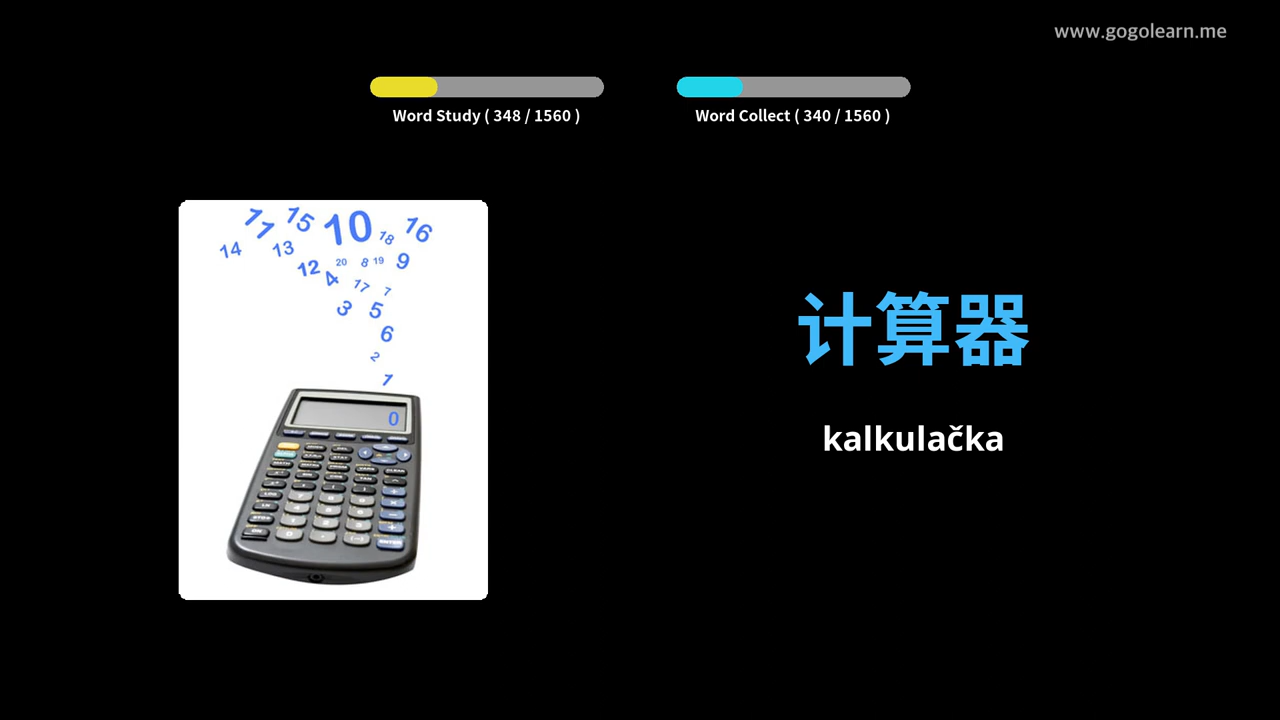 www.gogolearn.me
Word Study ( 348 / 1560 )
Word Collect ( 340 / 1560 )
11 15 10 18 16
14 13
12 20 8 19 9
4 17 7
3 5
6
2
1
0
计算器
kalkulačka